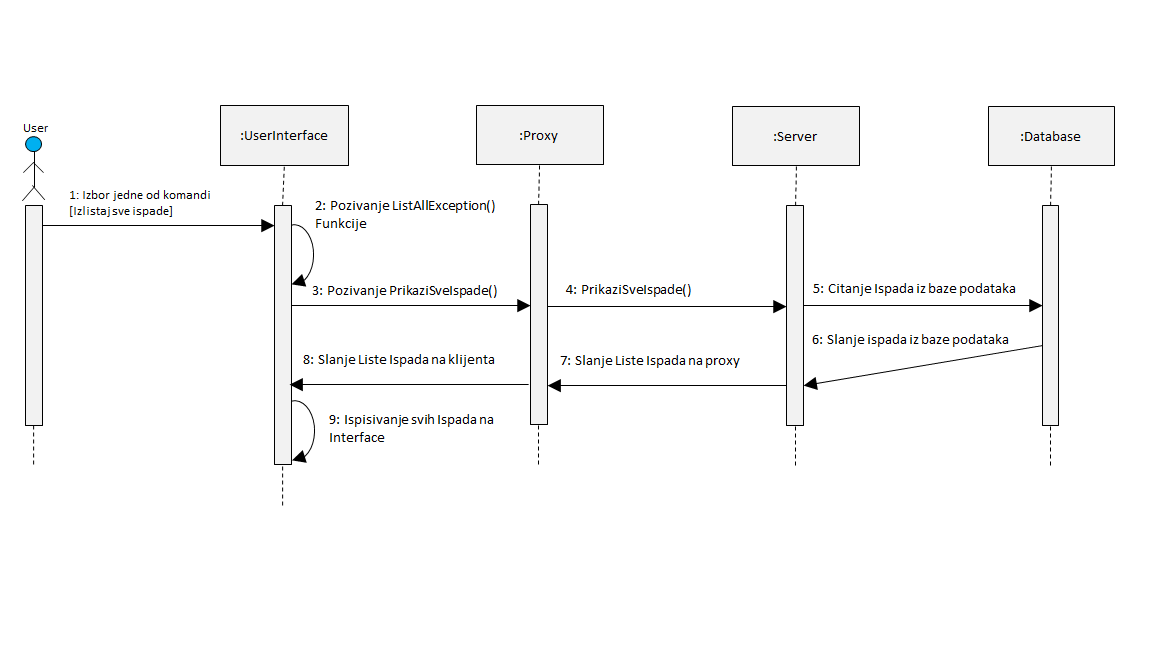 User
:UserInterface
:Proxy
:Server
:Database
1: Izbor jedne od komandi
[Izlistaj sve ispade]
2: Pozivanje ListAllException()
Funkcije
3: Pozivanje PrikaziSveIspade()
4: PrikaziSveIspade()
5: Citanje Ispada iz baze podataka
6: Slanje ispada iz baze podataka
7: Slanje Liste Ispada na proxy
8: Slanje Liste Ispada na klijenta
9: Ispisivanje svih Ispada na
Interface